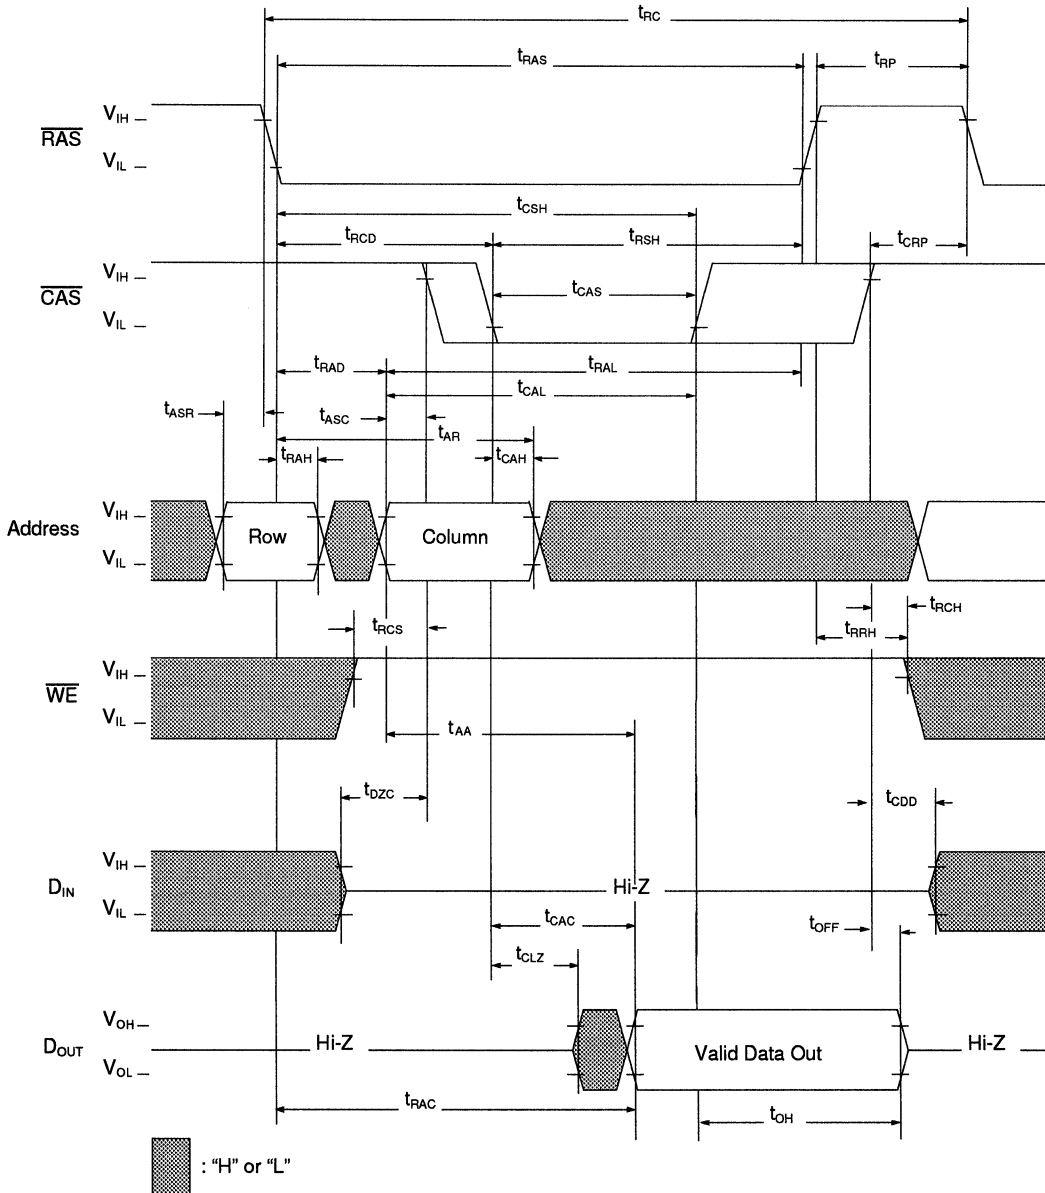 tRC
tRAS
tRP
VIH
RAS
VIL
tCSH
tRCD
tRSH
tCRP
VIH
CAS
tCAS
VIL
tRAD
tRAL
tCAL
tASR
tASC
tAR
tRAH
tCAH
VIH
Address
Row
Column
VIL
tRCH
tRCS
tRRH
VIH
WE
VIL
tAA
tDZC
tCDD
VIH
DIN
Hi-Z
VIL
tCAC
tOFF
tCLZ
VOH
DOUT
Hi-Z
Valid Data Out
Hi-Z
VOL
tRAC
tOH
: “H” or “L”